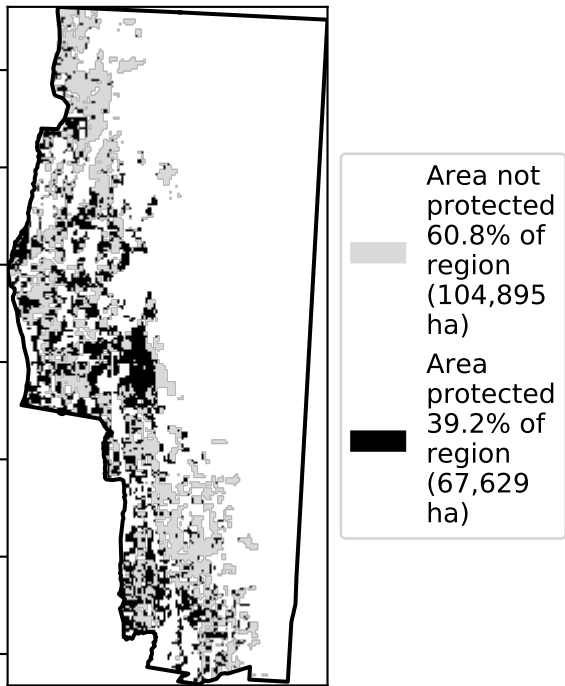 Area not
protected
60.8% of
region
(104,895
ha)
Area
protected
39.2% of
region
(67,629
ha)